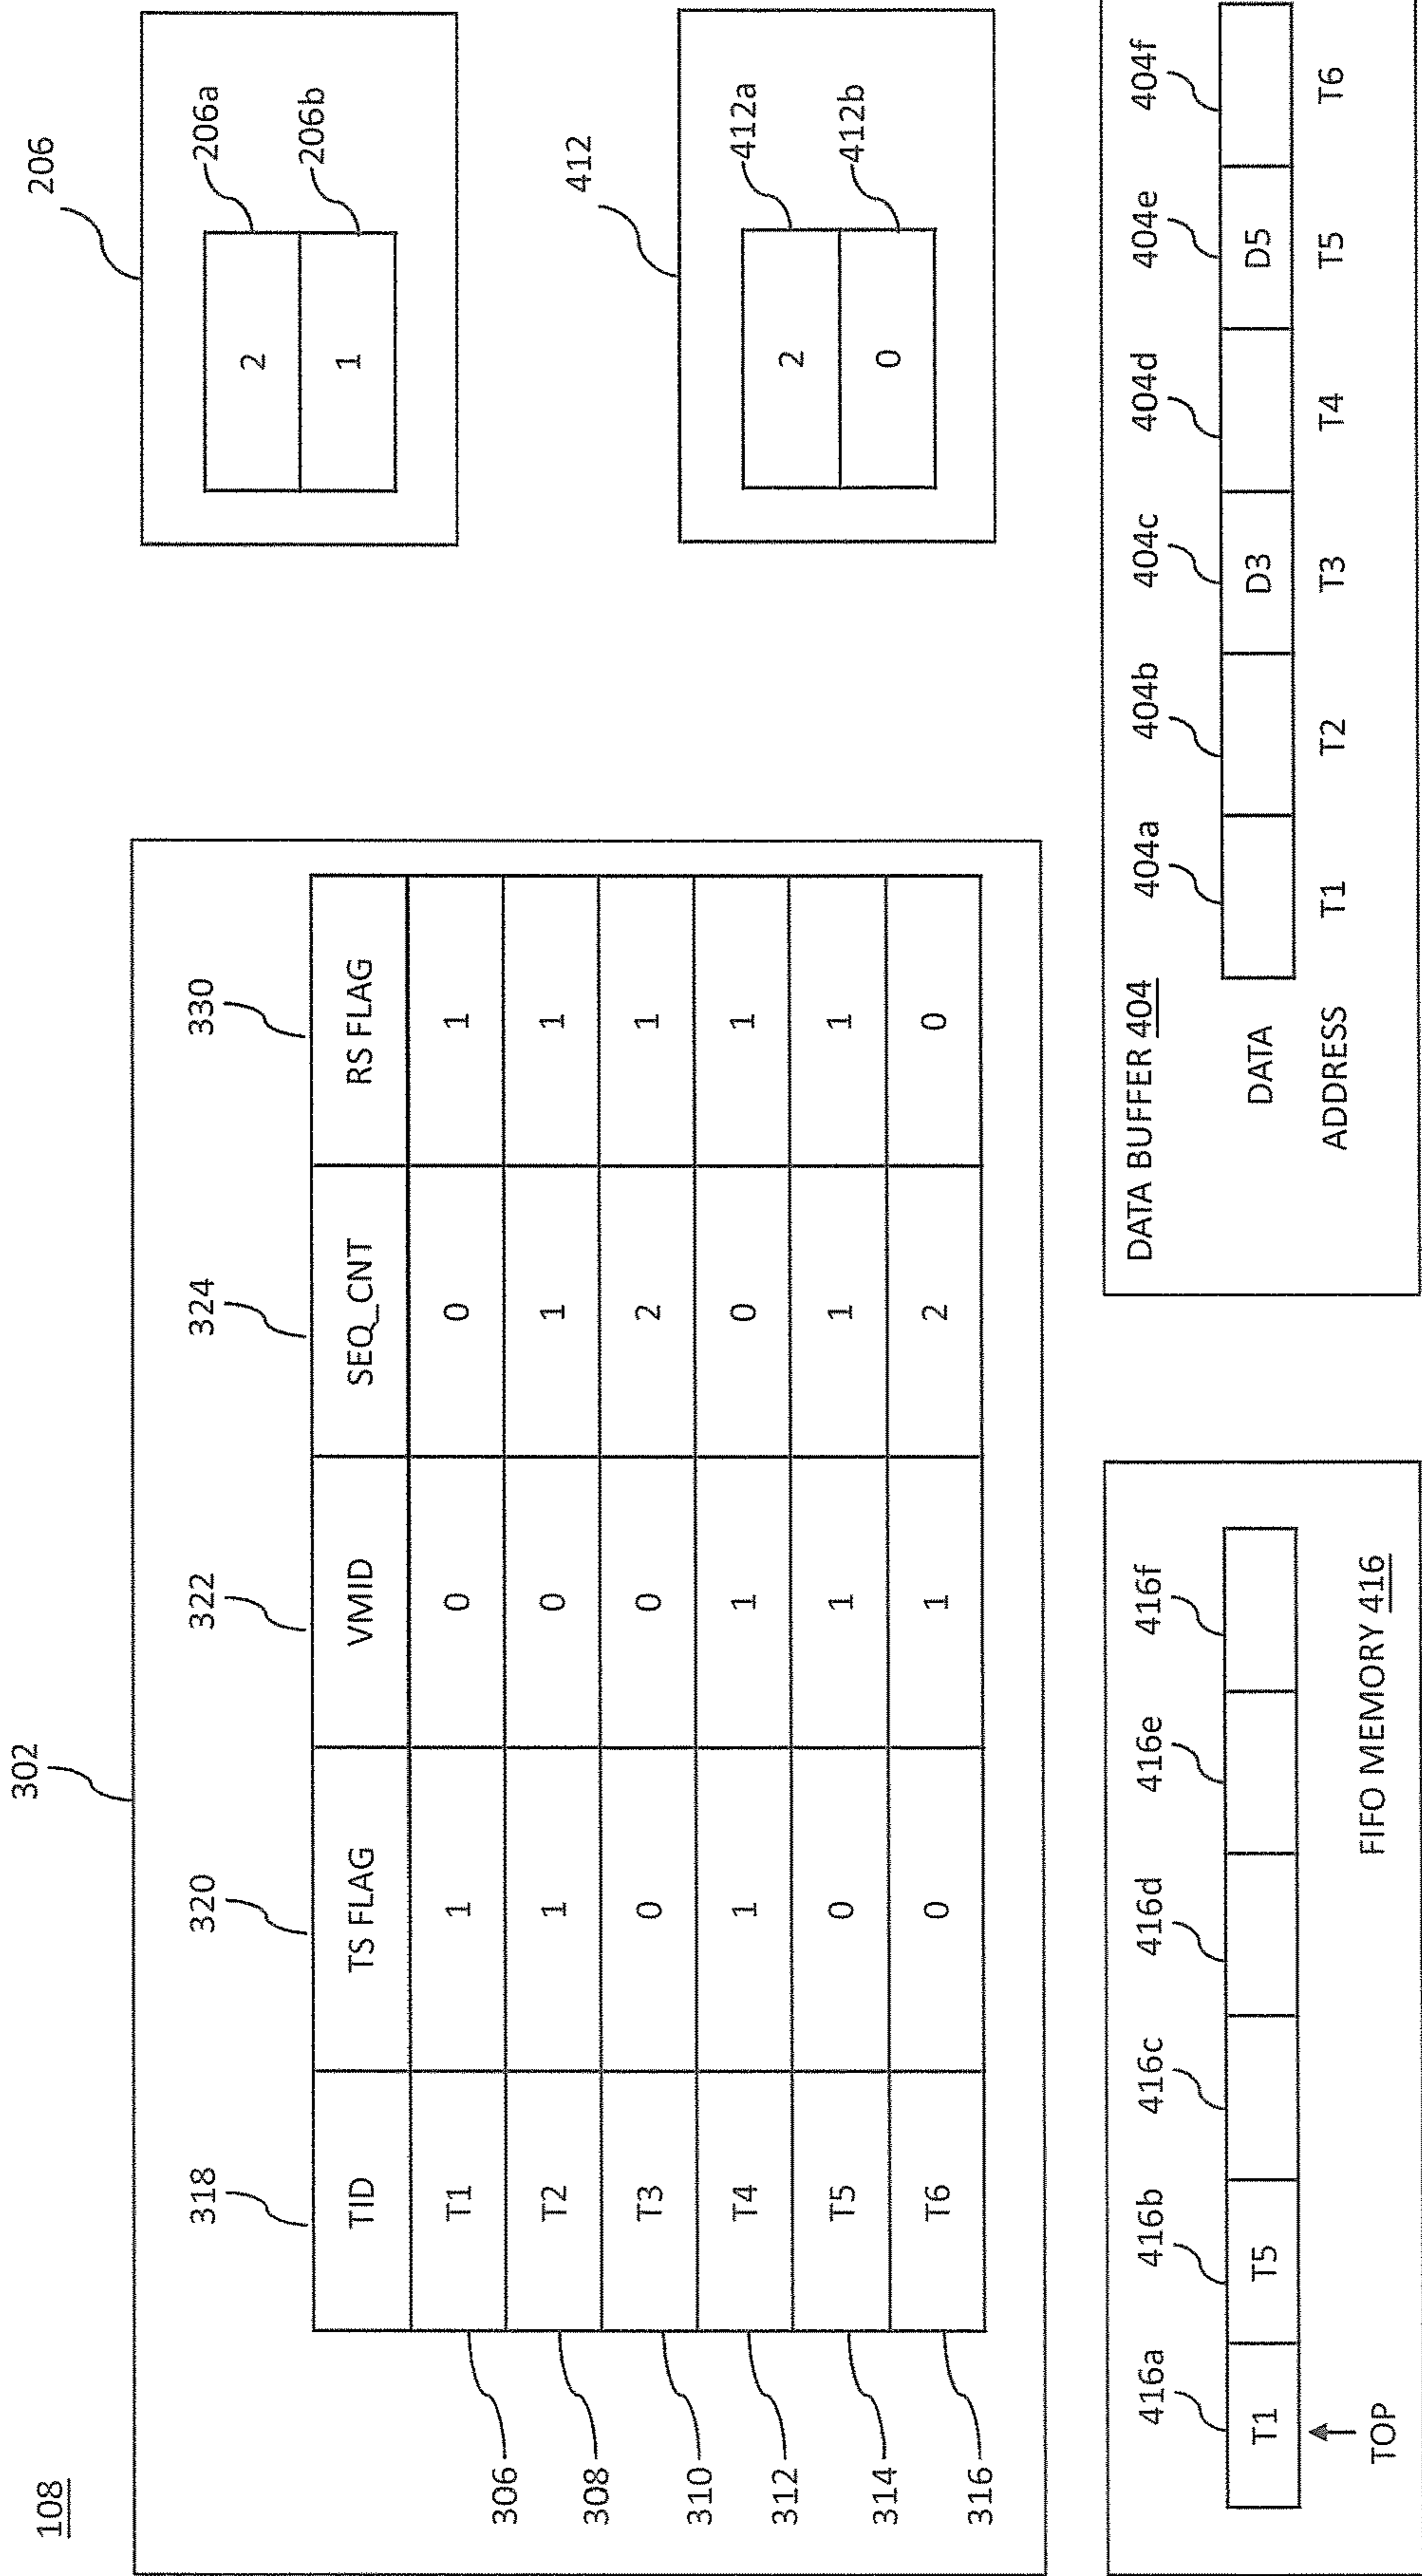 108
302
318 320 322 324 330
TID TS FLAG VMID SEQ_CNT RS FLAG
306 T1 1 0 0 1
308 T2 1 0 1 1
310 T3 0 0 2 1
312 T4 1 1 0 1
314 T5 0 1 1 1
316 T6 0 1 2 0
206
2 206a
1 206b
412
2 412a
0 412b
416a 416b 416c 416d 416e 416f
T1 T5
TOP
FIFO MEMORY 416
DATA BUFFER 404
404a 404b 404c 404d 404e 404f
DATA D3 D5
ADDRESS T1 T2 T3 T4 T5 T6